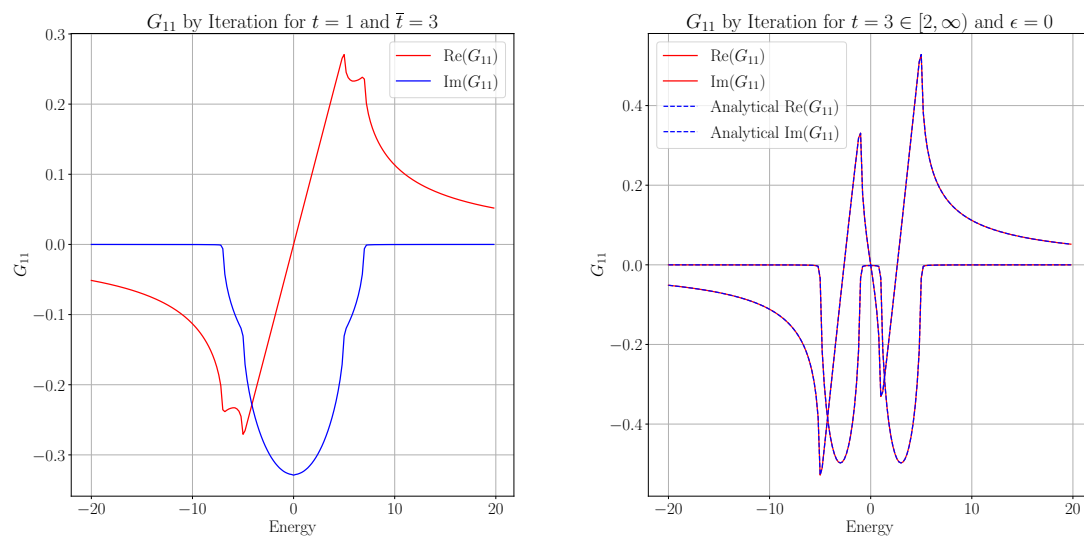 G₁₁ by Iteration for t = 1 and t̅ = 3
0.3
0.2
0.1
0.0
−0.1
−0.2
−0.3
G₁₁
−20
−10
0
10
20
Energy
Re(G₁₁)
Im(G₁₁)
G₁₁ by Iteration for t = 3 ∈ [2, ∞) and ϵ = 0
0.4
0.2
0.0
−0.2
−0.4
G₁₁
−20
−10
0
10
20
Energy
Re(G₁₁)
Im(G₁₁)
Analytical Re(G₁₁)
Analytical Im(G₁₁)